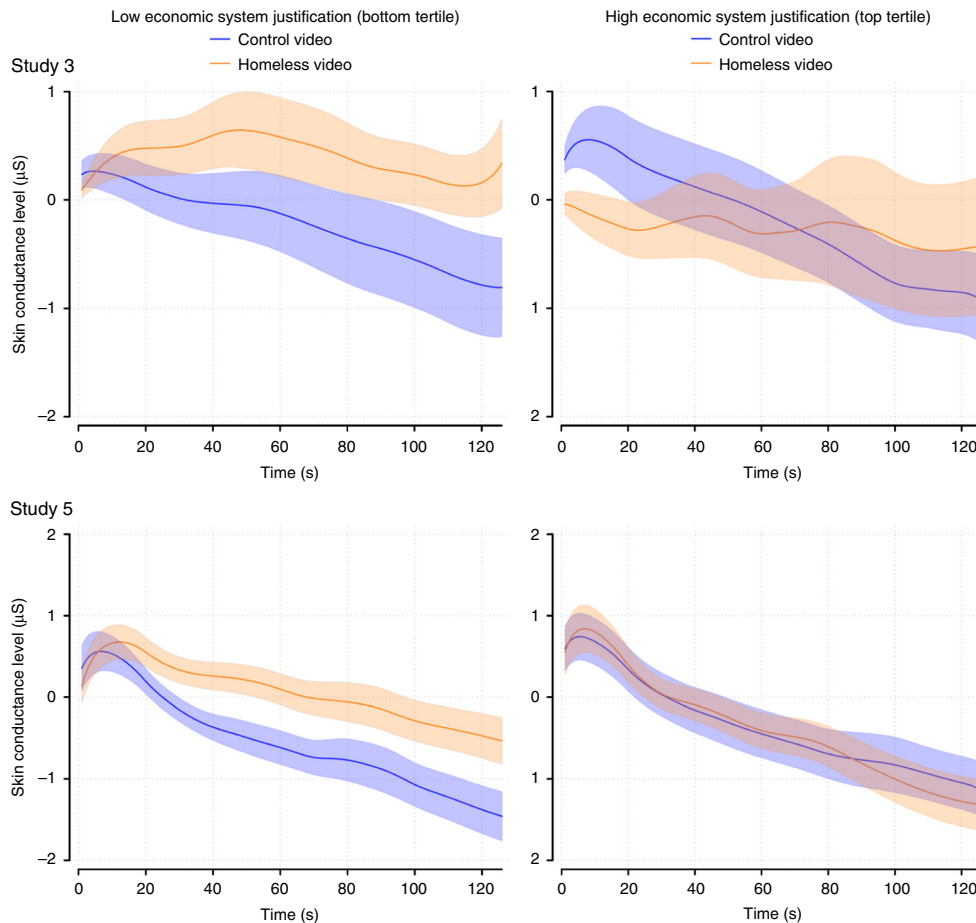 Low economic system justification (bottom tertile)
Control video
Homeless video
High economic system justification (top tertile)
Control video
Homeless video
Study 3
Skin conductance level (µS)
1
0
–1
–2
0 20 40 60 80 100 120
Time (s)
1
0
1
2
0 20 40 60 80 100 120
Time (s)
Study 5
Skin conductance level (µS)
2
1
0
–1
–2
0 20 40 60 80 100 120
Time (s)
2
1
0
1
2
0 20 40 60 80 100 120
Time (s)